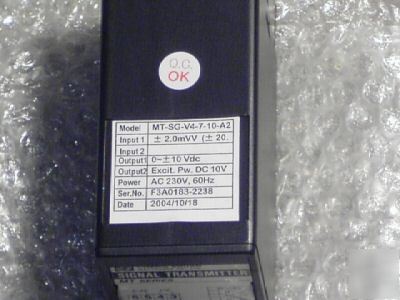 Q.C.
OK
Model MT-SG-V4-7-10-A2
Input 1 ± 2.0mVV (± 20.
Input 2
Output1 0~±10 Vdc
Output2 Excit. Pw. DC 10V
Power AC 230V, 60Hz
Ser.No. F3A0183-2238
Date 2004/10/18
SIGNAL TRANSMITTER
MT SERIES